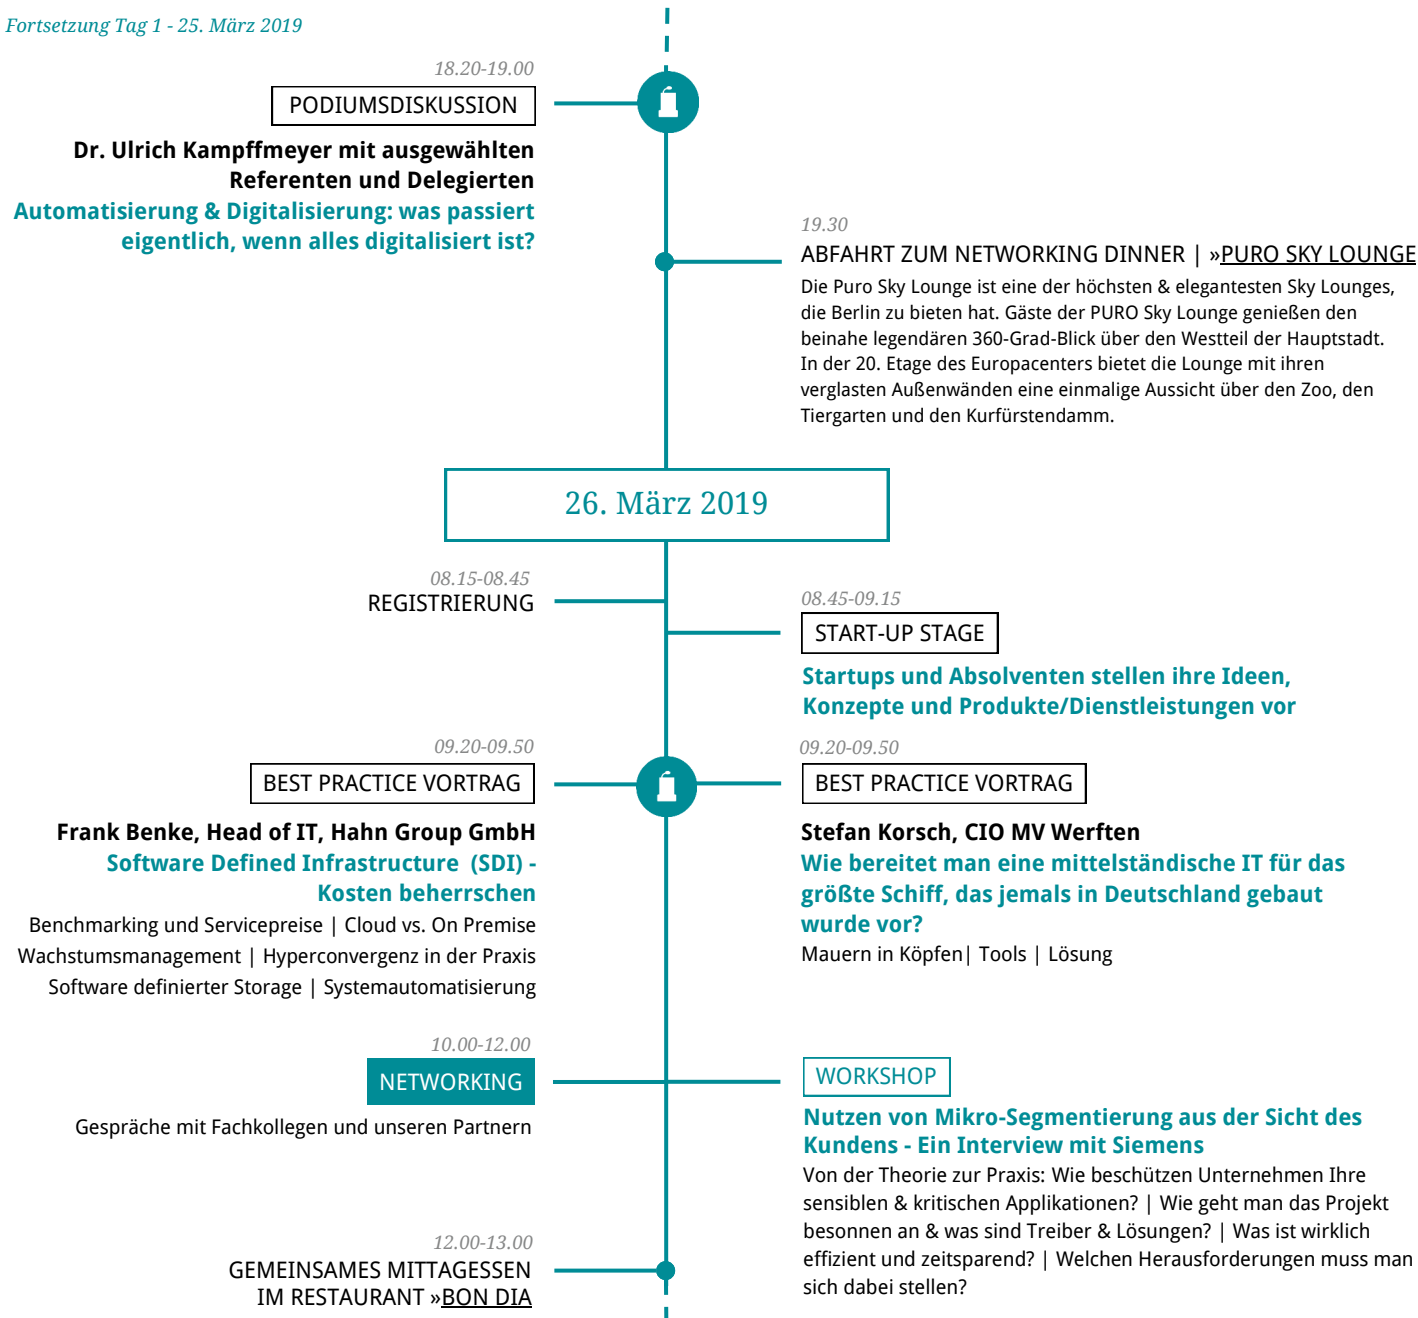 Fortsetzung Tag 1 - 25. März 2019
18.20-19.00
PODIUMSDISKUSSION
Dr. Ulrich Kampffmeyer mit ausgewählten
Referenten und Delegierten
Automatisierung & Digitalisierung: was passiert
eigentlich, wenn alles digitalisiert ist?
19.30
ABFAHRT ZUM NETWORKING DINNER | »PURO SKY LOUNGE
Die Puro Sky Lounge ist eine der höchsten & elegantesten Sky Lounges,
die Berlin zu bieten hat. Gäste der PURO Sky Lounge genießen den
beinahe legendären 360-Grad-Blick über den Westteil der Hauptstadt.
In der 20. Etage des Europacenters bietet die Lounge mit ihren
verglasten Außenwänden eine einmalige Aussicht über den Zoo, den
Tiergarten und den Kurfürstendamm.
26. März 2019
08.15-08.45
REGISTRIERUNG
08.45-09.15
START-UP STAGE
Startups und Absolventen stellen ihre Ideen,
Konzepte und Produkte/Dienstleistungen vor
09.20-09.50
BEST PRACTICE VORTRAG
Frank Benke, Head of IT, Hahn Group GmbH
Software Defined Infrastructure (SDI) -
Kosten beherrschen
Benchmarking und Servicepreise | Cloud vs. On Premise
Wachstumsmanagement | Hyperconvergenz in der Praxis
Software definierter Storage | Systemautomatisierung
09.20-09.50
BEST PRACTICE VORTRAG
Stefan Korsch, CIO MV Werften
Wie bereitet man eine mittelständische IT für das
größte Schiff, das jemals in Deutschland gebaut
wurde vor?
Mauern in Köpfen| Tools | Lösung
10.00-12.00
NETWORKING
Gespräche mit Fachkollegen und unseren Partnern
WORKSHOP
Nutzen von Mikro-Segmentierung aus der Sicht des
Kundens - Ein Interview mit Siemens
Von der Theorie zur Praxis: Wie beschützen Unternehmen Ihre
sensiblen & kritischen Applikationen? | Wie geht man das Projekt
besonnen an & was sind Treiber & Lösungen? | Was ist wirklich
effizient und zeitsparend? | Welchen Herausforderungen muss man
sich dabei stellen?
12.00-13.00
GEMEINSAMES MITTAGESSEN
IM RESTAURANT »BON DIA